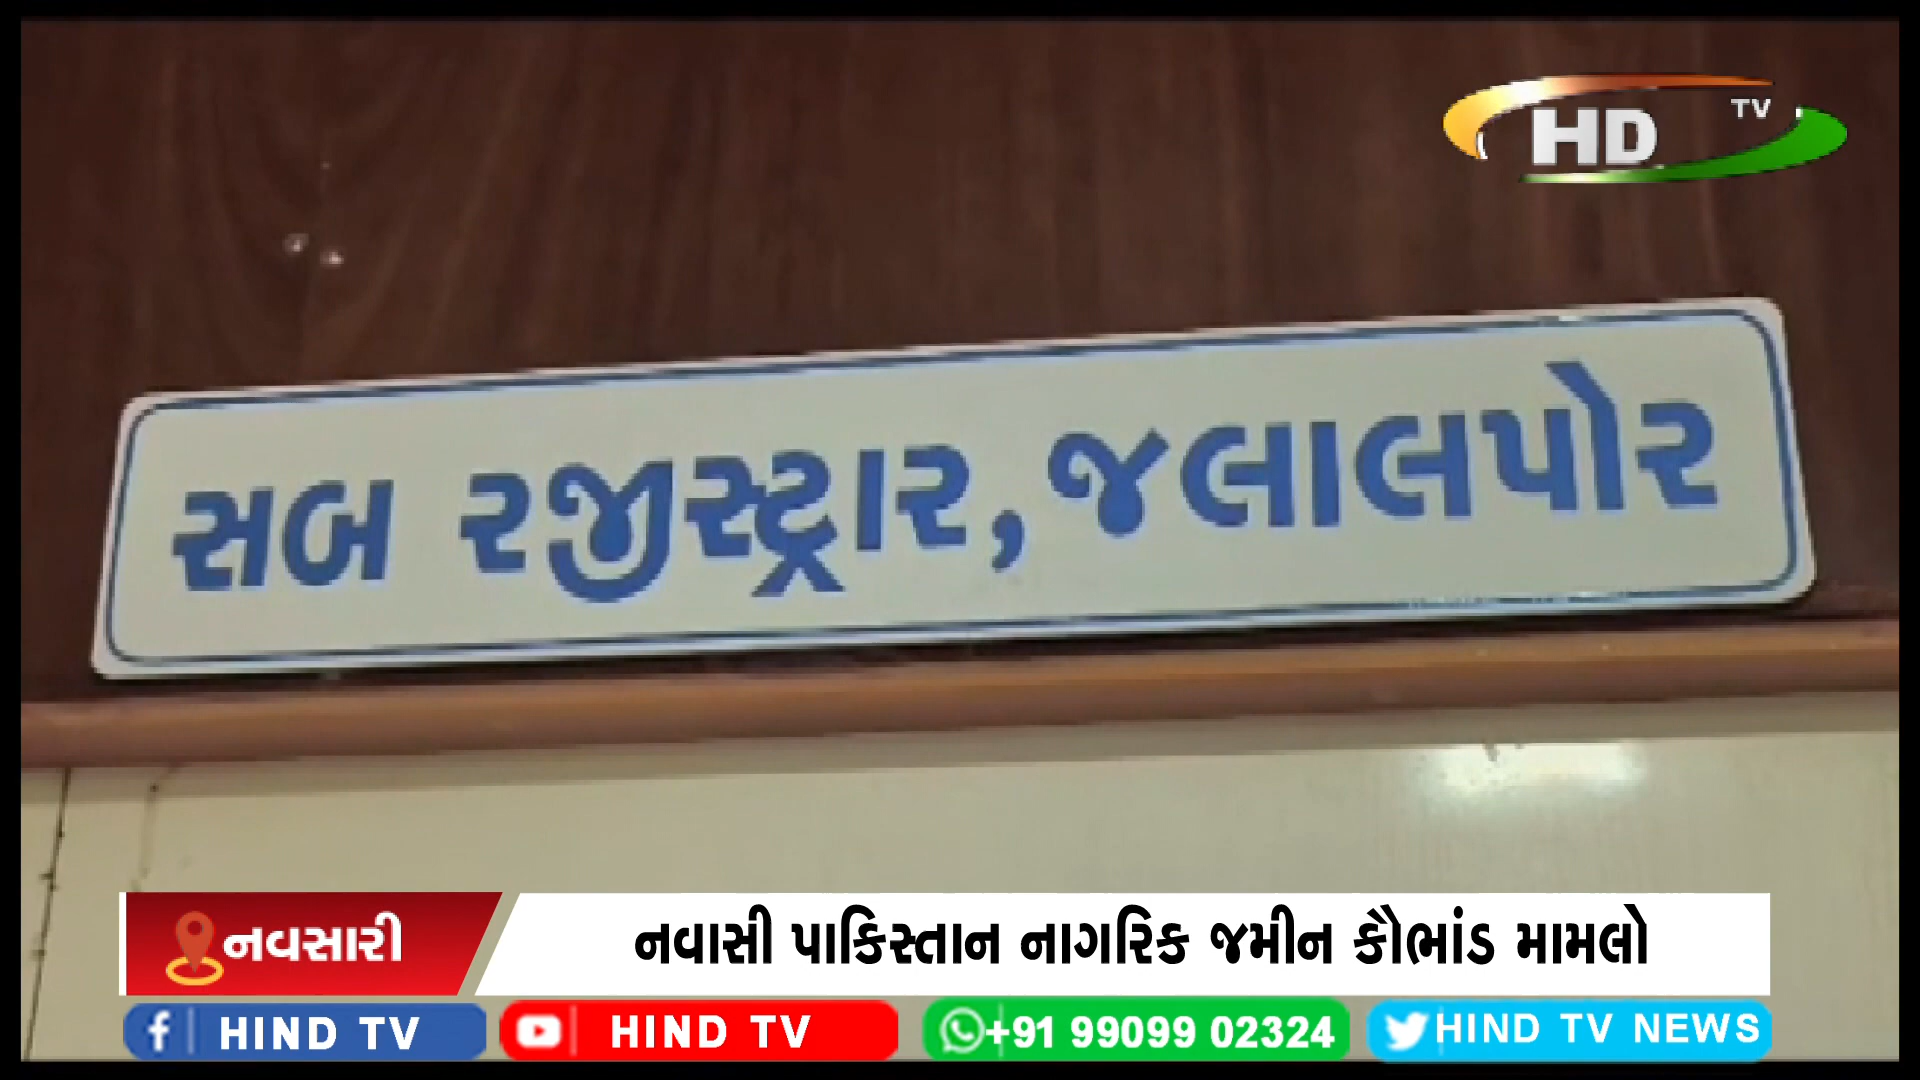 HD TV
સબ રજીસ્ટ્રાર, જલાલપોર
નવસારી
નવાસી પાકિસ્તાન નાગરિક જમીન કૌભાંડ મામલો
HIND TV
HIND TV
+91 99099 02324
HIND TV NEWS